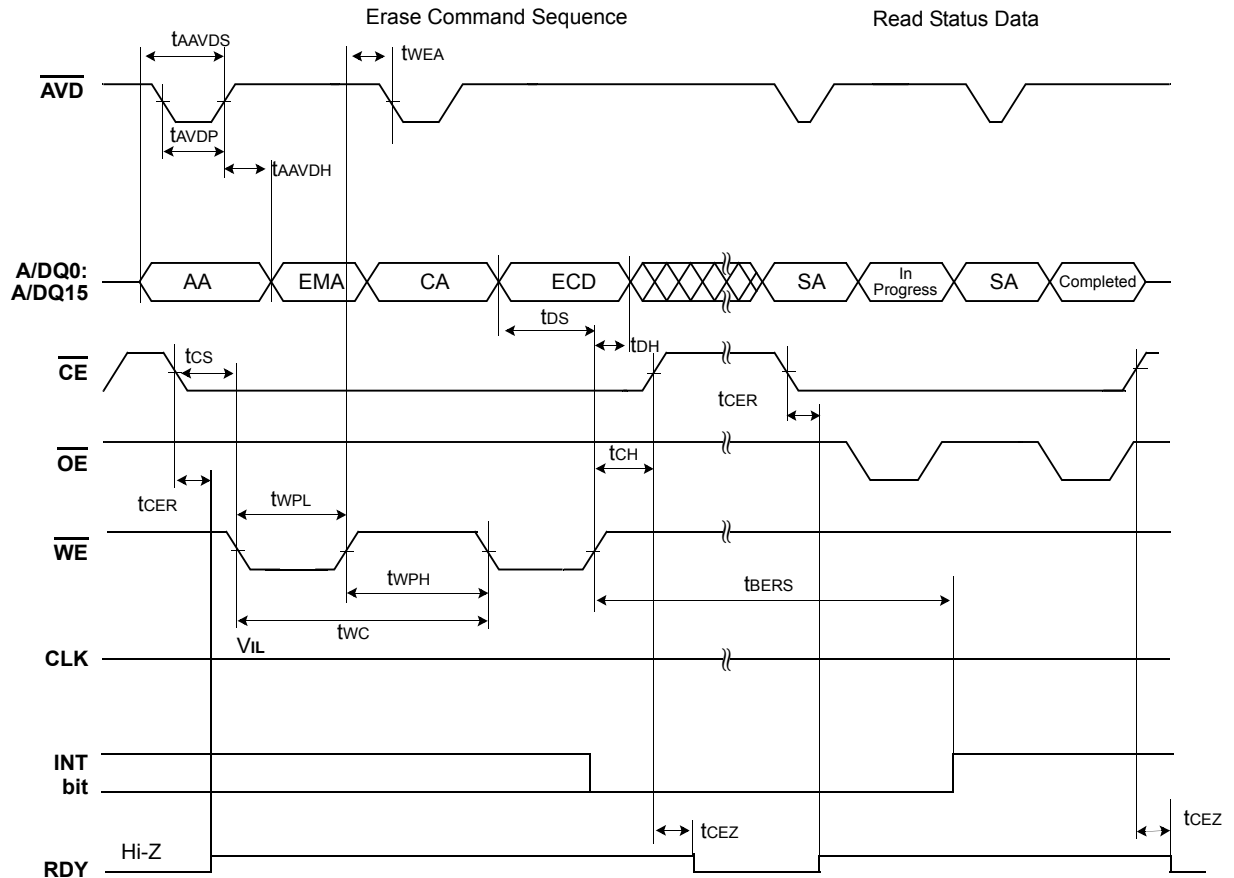 Erase Command Sequence
Read Status Data
tAAVDS
tWEA
AVD
tAVDP
tAAVDH
A/DQ0:
A/DQ15
AA
EMA
CA
ECD
SA
In
Progress
SA
Completed
tDS
tDH
tCS
CE
tCER
OE
tCH
tCER
tWPL
WE
tWPH
tBERS
tWC
VIL
CLK
INT
bit
tCEZ
tCEZ
Hi-Z
RDY